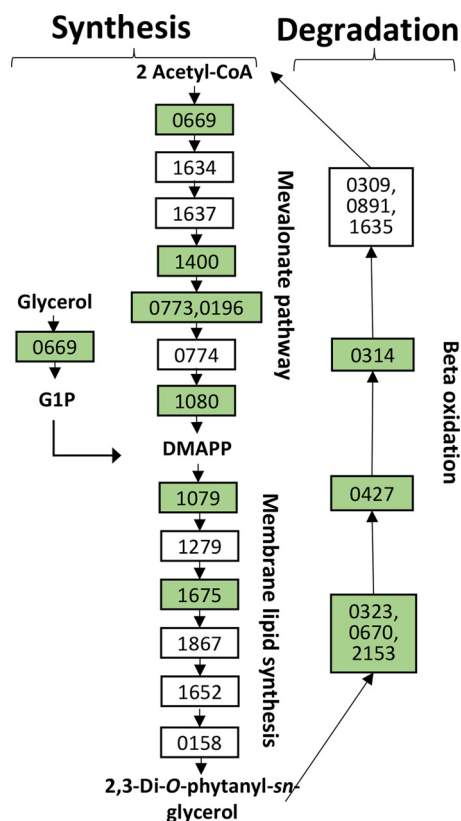 Synthesis
Degradation
2 Acetyl-CoA
0669
1634
1637
1400
0773,0196
0774
1080
Mevalonate pathway
Glycerol
0669
G1P
DMAPP
1079
1279
1675
1867
1652
0158
Membrane lipid synthesis
2,3-Di-O-phytanyl-sn-
glycerol
0309,
0891,
1635
0314
0427
0323,
0670,
2153
Beta oxidation